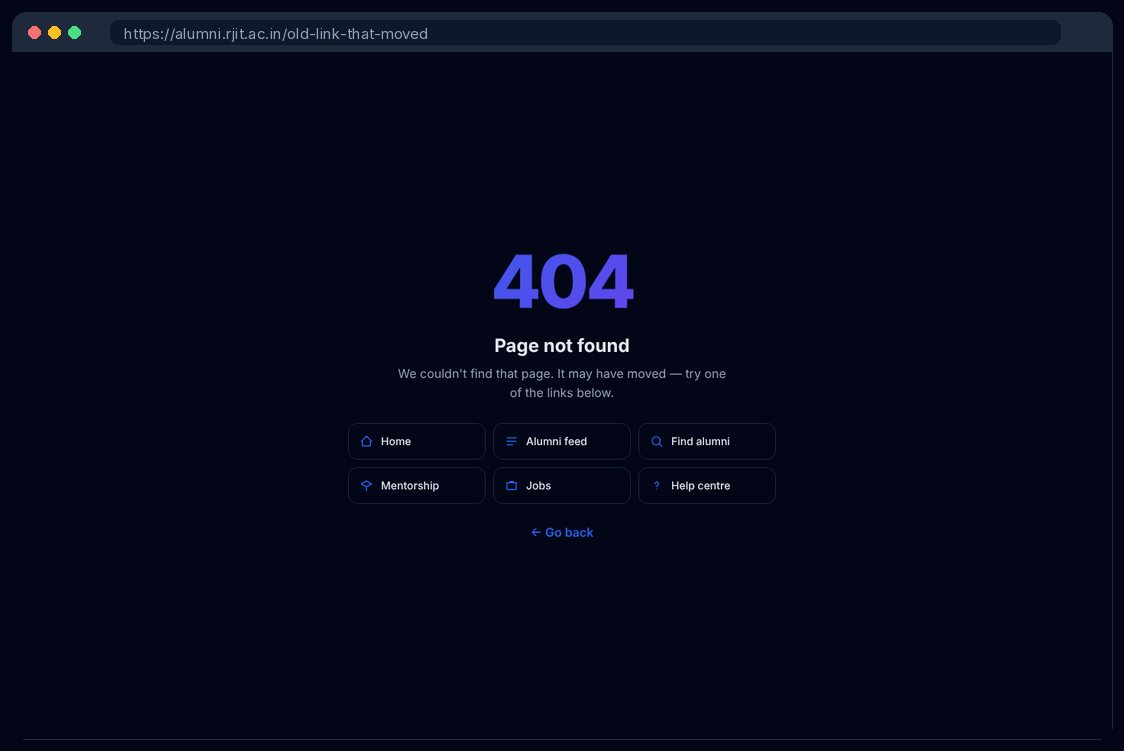 https://alumni.rjit.ac.in/old-link-that-moved
404
Page not found
We couldn't find that page. It may have moved — try one
of the links below.
Home
Alumni feed
Find alumni
Mentorship
Jobs
? Help centre
← Go back